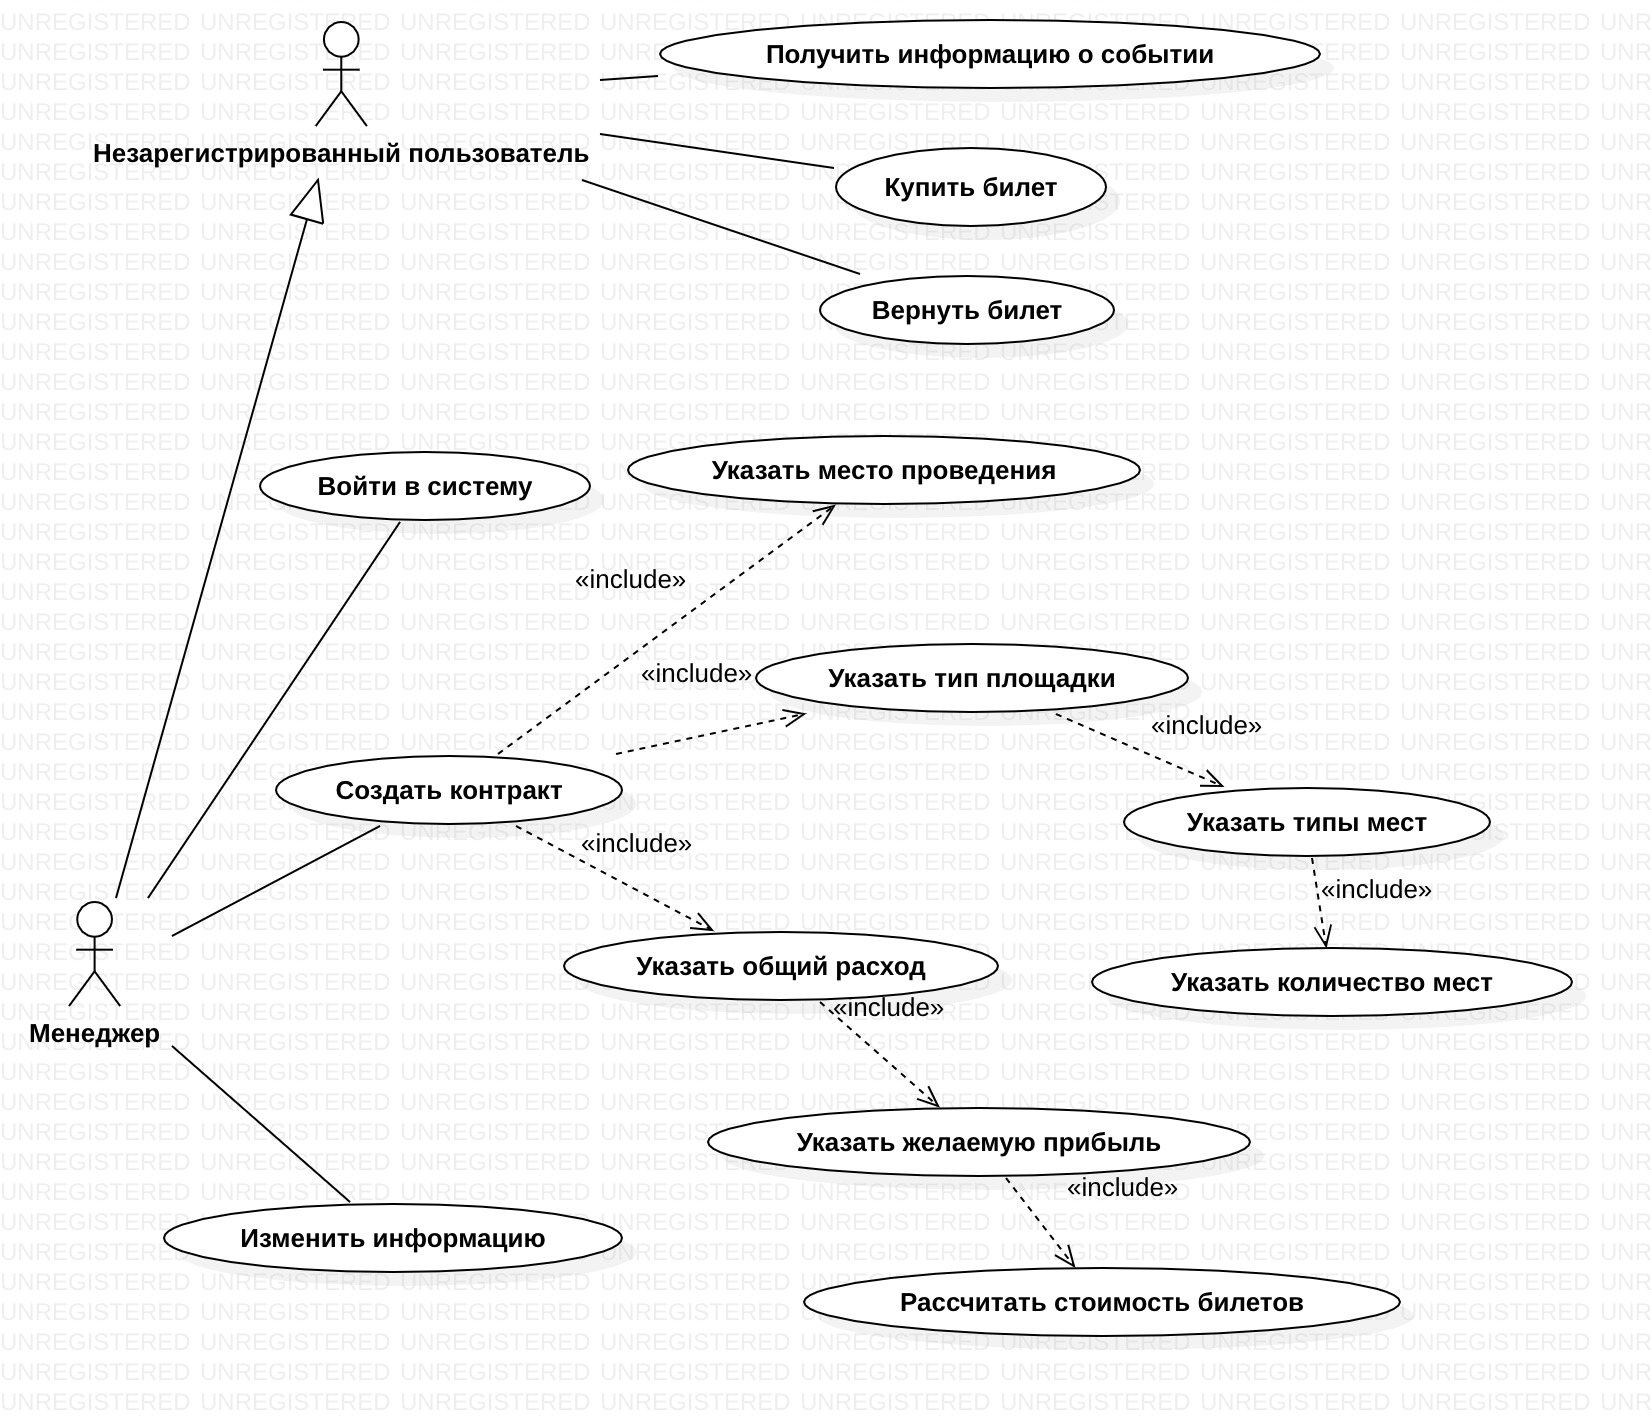 Получить информацию о событии
Незарегистрированный пользователь
Купить билет
Вернуть билет
Указать место проведения
Войти в систему
«include»
«include»
Указать тип площадки
«include»
Создать контракт
Указать типы мест
«include»
«include»
Указать общий расход
Указать количество мест
«include»
Менеджер
Указать желаемую прибыль
«include»
Изменить информацию
Рассчитать стоимость билетов
UNREGISTERED